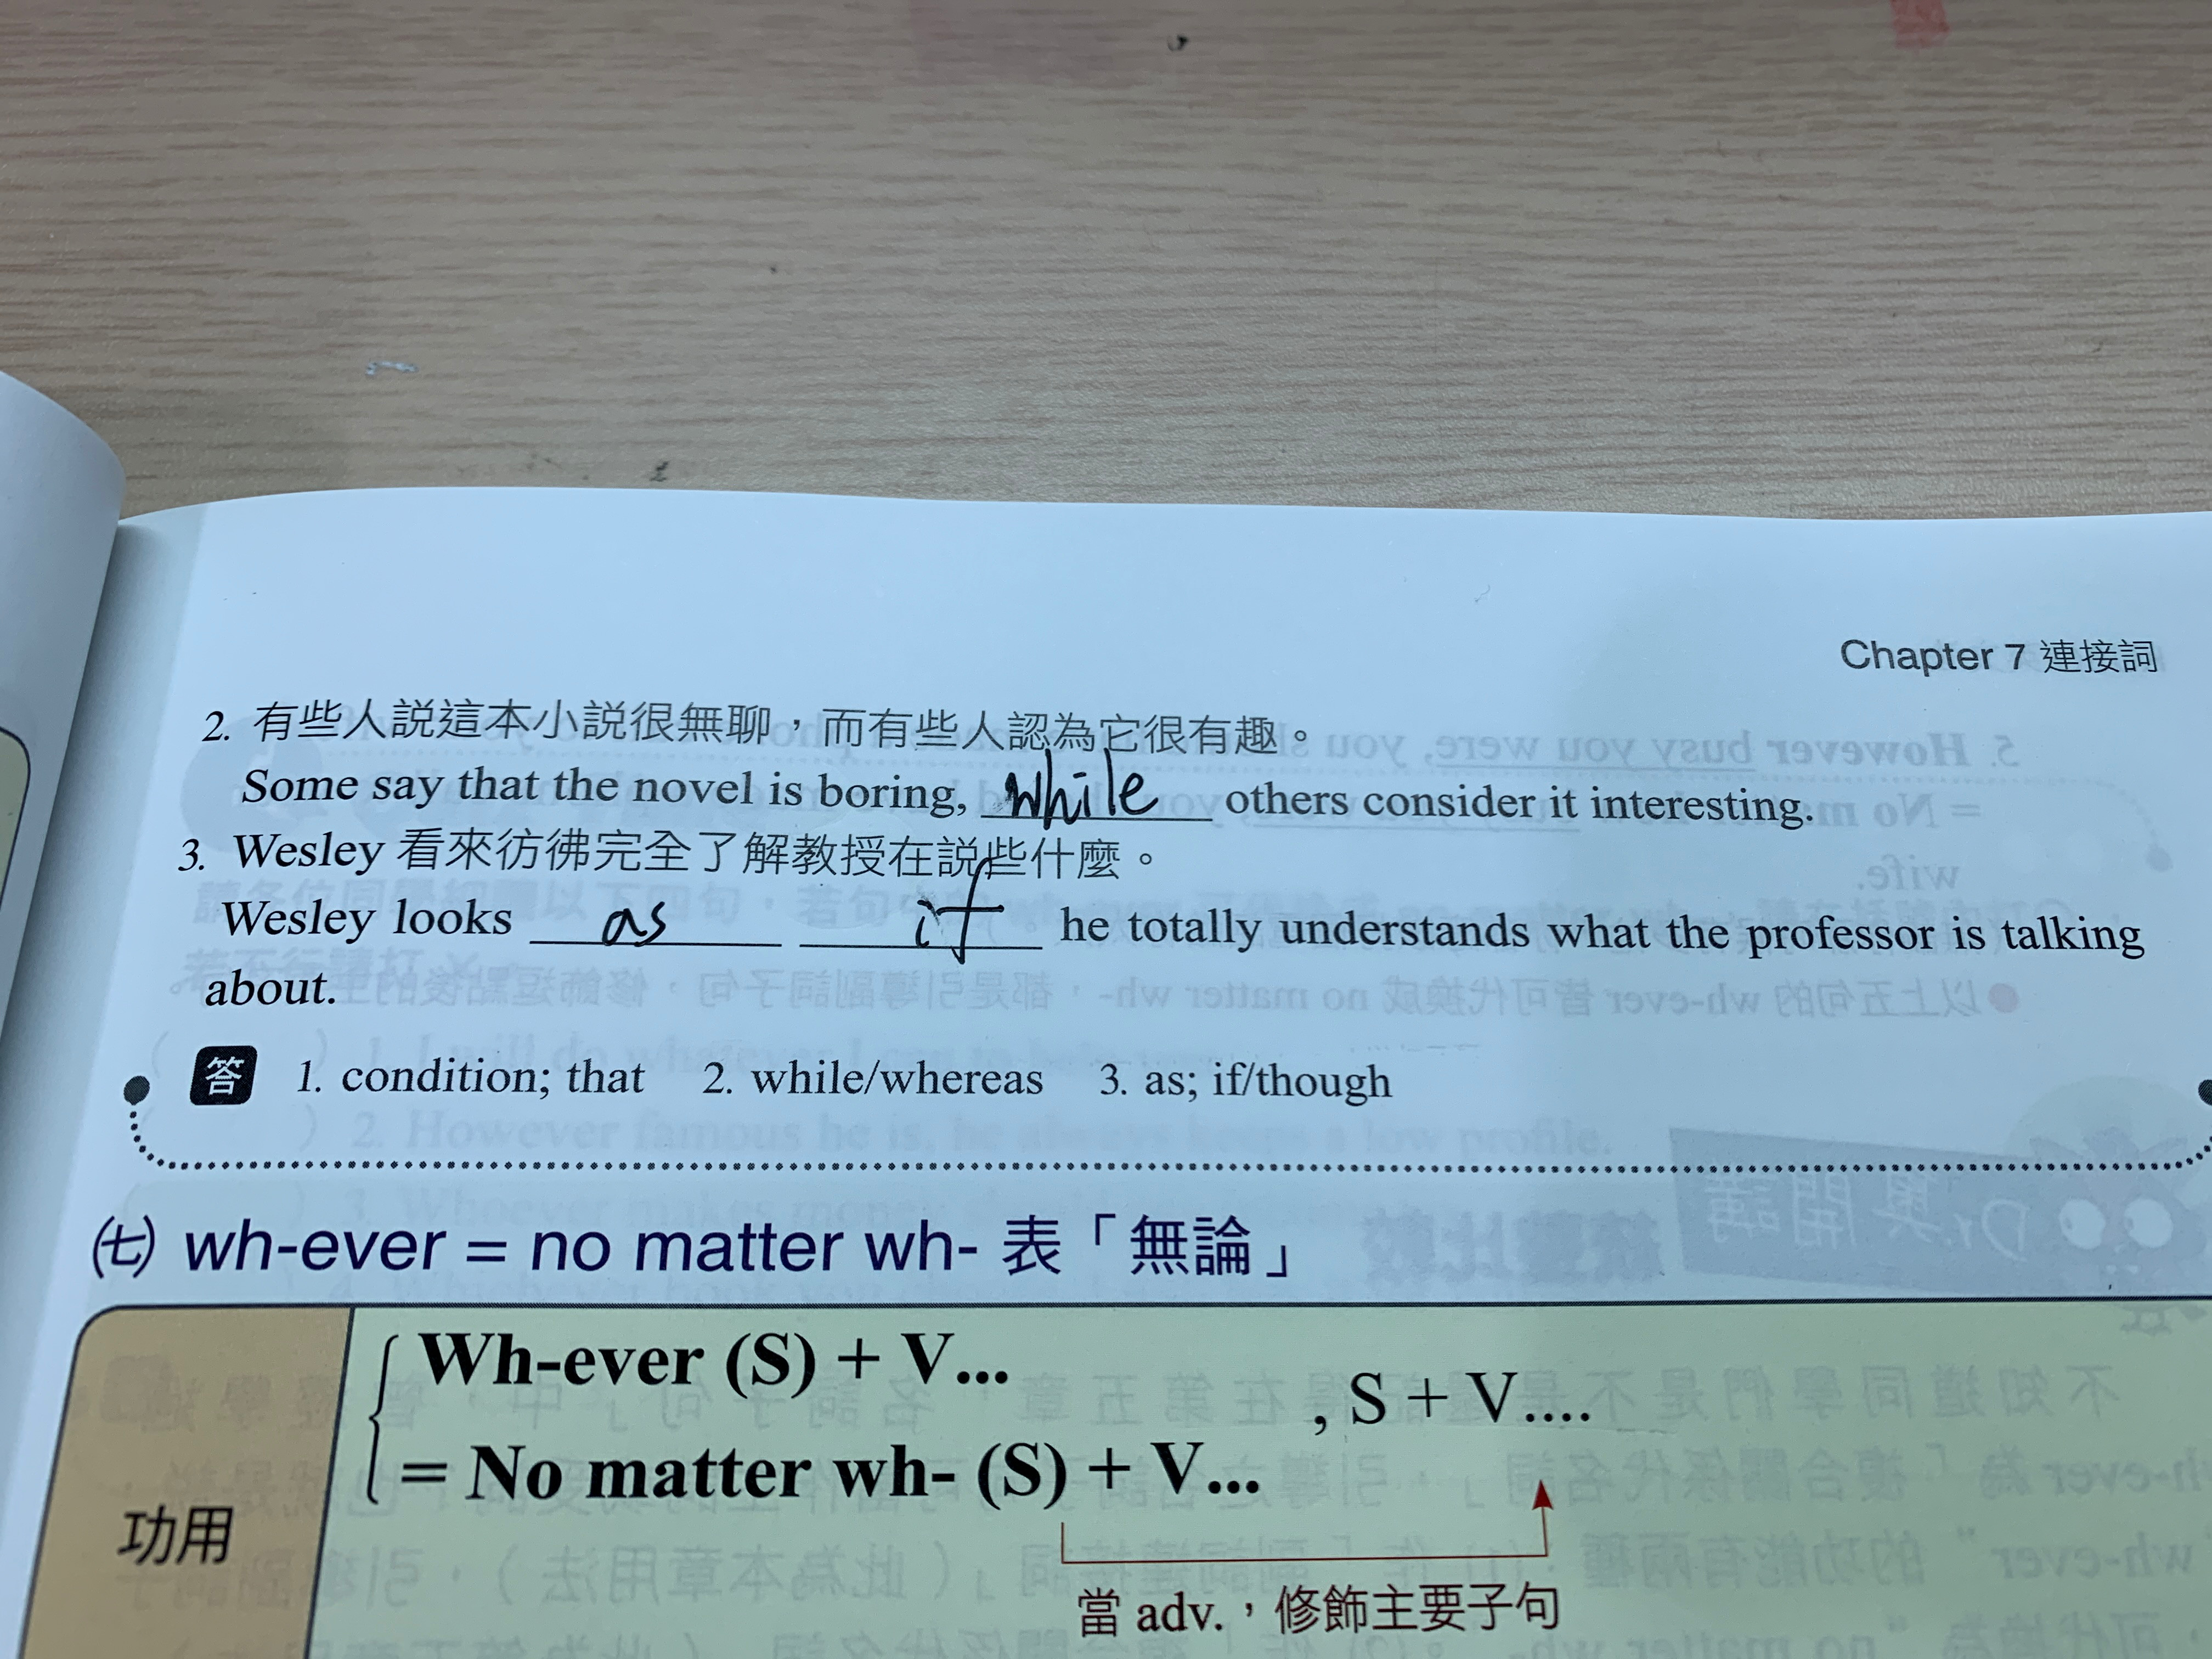 Chapter 7 連接詞
2. 有些人説這本小説很無聊，而有些人認為它很有趣。
Some say that the novel is boring, while others consider it interesting.
3. Wesley 看來彷彿完全了解教授在説些什麼。
Wesley looks as if he totally understands what the professor is talking
about.
答 1. condition; that 2. while/whereas 3. as; if/though
㈦ wh-ever = no matter wh- 表「無論」
Wh-ever (S) + V...
, S + V....
= No matter wh- (S) + V...
功用
當 adv.，修飾主要子句